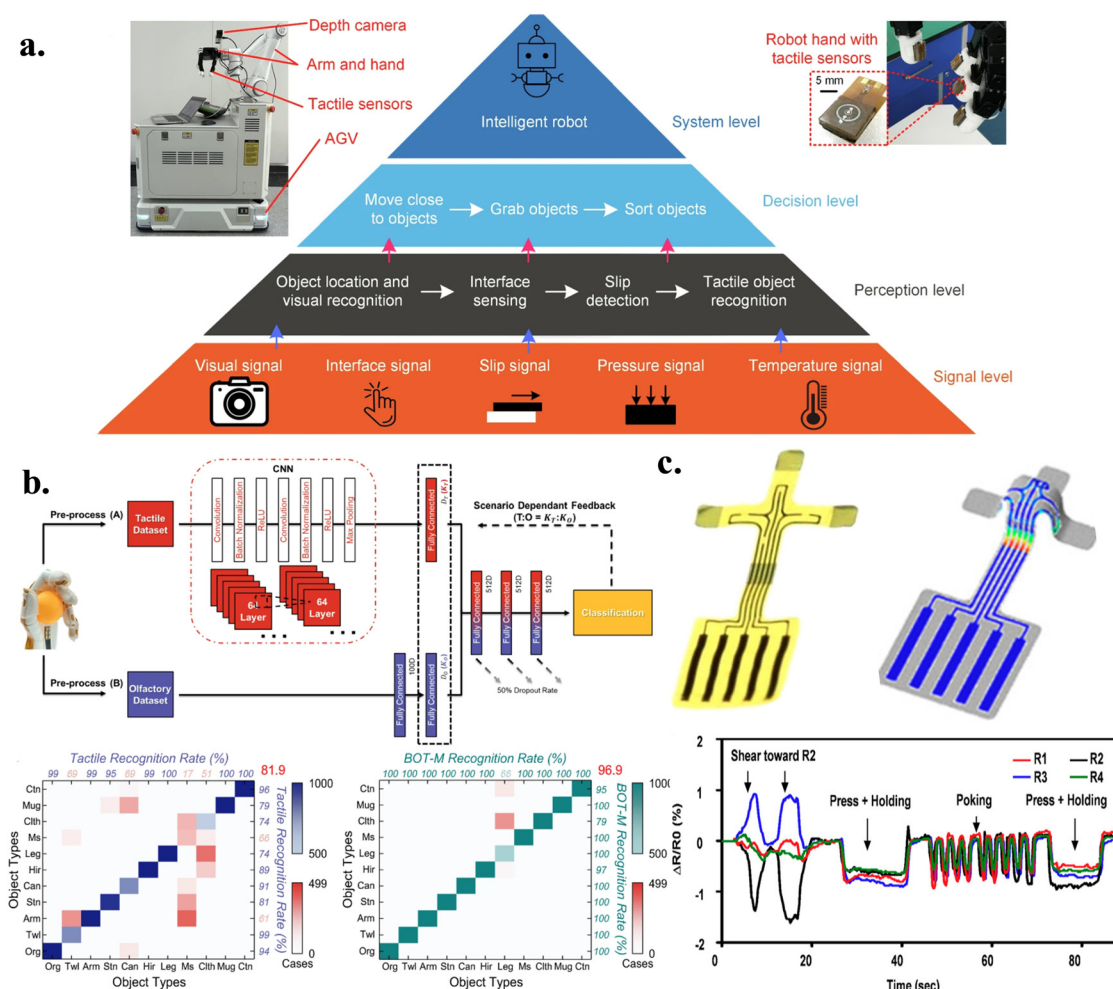 a.
Depth camera
Arm and hand
Tactile sensors
AGV
Robot hand with
tactile sensors
5 mm
Intelligent robot
System level
Move close
to objects
Grab objects
Sort objects
Decision level
Object location and
visual recognition
Interface
sensing
Slip
detection
Tactile object
recognition
Perception level
Visual signal
Interface signal
Slip signal
Pressure signal
Temperature signal
Signal level
b.
Pre-process (A)
Tactile
Dataset
CNN
Convolution
Batch Normalization
ReLU
Convolution
Batch Normalization
ReLU
Max Pooling
64
Layer
64
Layer
Fully Connected
D_T (K_T)
Scenario Dependant Feedback
(T:O = K_T: K_O)
Fully Connected
512D
Fully Connected
512D
Fully Connected
512D
Classification
50% Dropout Rate
Pre-process (B)
Olfactory
Dataset
Fully Connected
100D
Fully Connected
D_O (K_O)
Tactile Recognition Rate (%)
99 69 99 95 69 99 100 17 51 100 100
81.9
Ctn
Mug
Clth
Ms
Leg
Hir
Can
Stn
Arm
Twl
Org
96
79
74
66
74
89
91
81
61
99
94
Tactile Recognition Rate (%)
1000
500
499
0
Cases
Object Types
Org Twl Arm Stn Can Hir Leg Ms Clth Mug Ctn
Object Types
BOT-M Recognition Rate (%)
100 100 100 100 100 100 66 100 100 100 100
96.9
Ctn
Mug
Clth
Ms
Leg
Hir
Can
Stn
Arm
Twl
Org
95
100
79
100
100
97
100
100
100
100
100
BOT-M Recognition Rate (%)
1000
500
499
0
Cases
Object Types
Org Twl Arm Stn Can Hir Leg Ms Clth Mug Ctn
Object Types
c.
2
1
0
-1
-2
ΔR/R0 (%)
Shear toward R2
Press + Holding
Poking
Press + Holding
R1
R2
R3
R4
0 20 40 60 80
Time (sec)